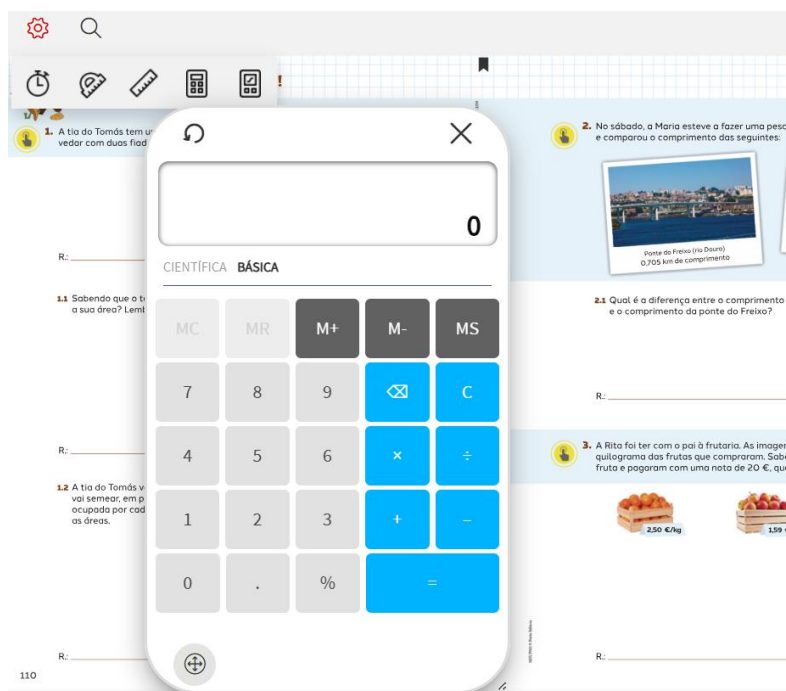 !
1. A tia do Tomás tem u
vedar com duas fiad
R.:
1.1 Sabendo que o t
a sua área? Lem
R.:
1.2 A tia do Tomás v
vai semear, em p
ocupada por cad
as áreas.
R.:
110
0
CIENTÍFICA BÁSICA
MC MR M+ M- MS
7 8 9 ⌫ C
4 5 6 × ÷
1 2 3 + −
0 . % =
2. No sábado, a Maria esteve a fazer uma pesq
e comparou o comprimento das seguintes:
Ponte do Freixo (rio Douro)
0,705 km de comprimento
2.1 Qual é a diferença entre o comprimento
e o comprimento da ponte do Freixo?
R.:
3. A Rita foi ter com o pai à frutaria. As imagen
quilograma das frutas que compraram. Sab
fruta e pagaram com uma nota de 20 €, qu
2,50 €/kg
1,59
R.: